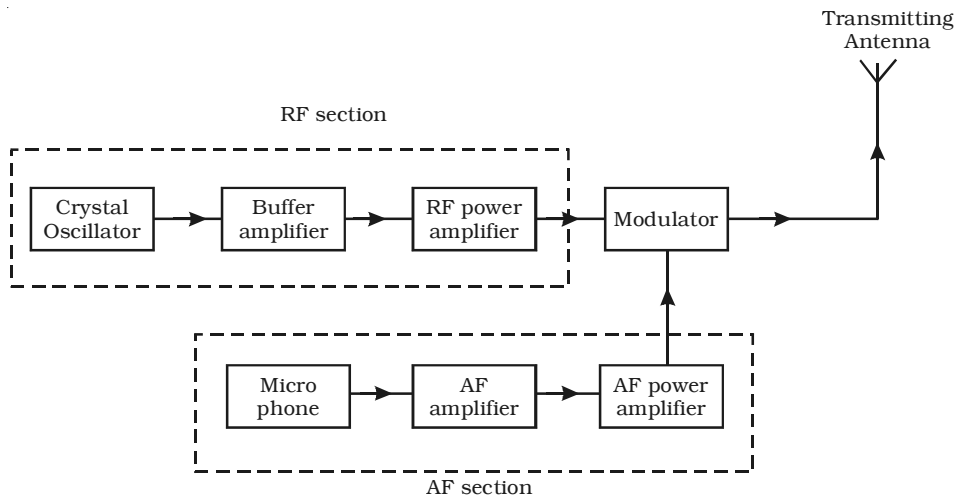 Transmitting
Antenna
RF section
Crystal
Oscillator
Buffer
amplifier
RF power
amplifier
Modulator
Micro
phone
AF
amplifier
AF power
amplifier
AF section